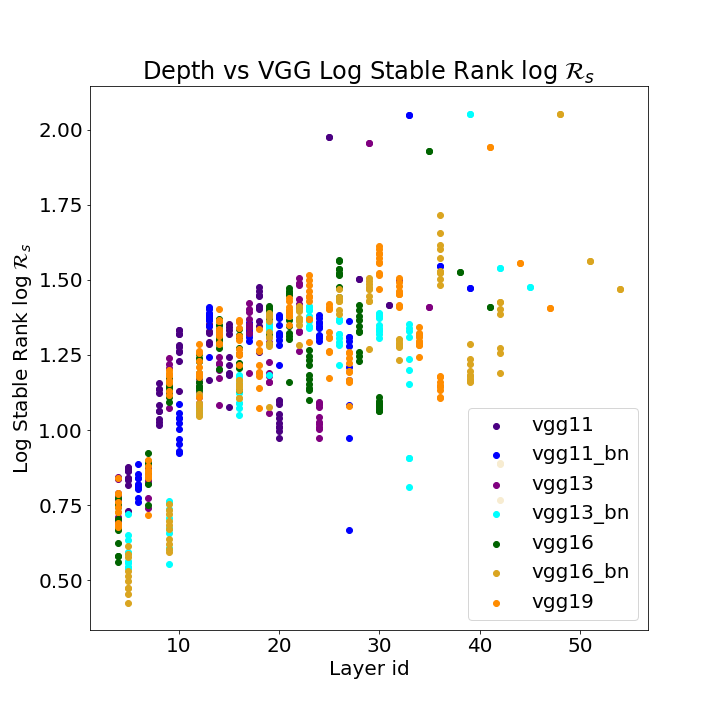 Depth vs VGG Log Stable Rank log ℛₛ
Log Stable Rank log ℛₛ
2.00
1.75
1.50
1.25
1.00
0.75
0.50
10 20 30 40 50
Layer id
vgg11
vgg11_bn
vgg13
vgg13_bn
vgg16
vgg16_bn
vgg19